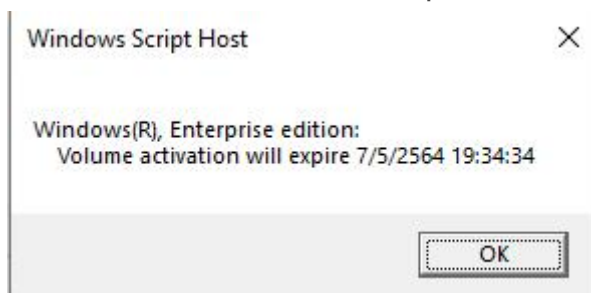 Windows Script Host
Windows(R), Enterprise edition:
Volume activation will expire 7/5/2564 19:34:34
OK